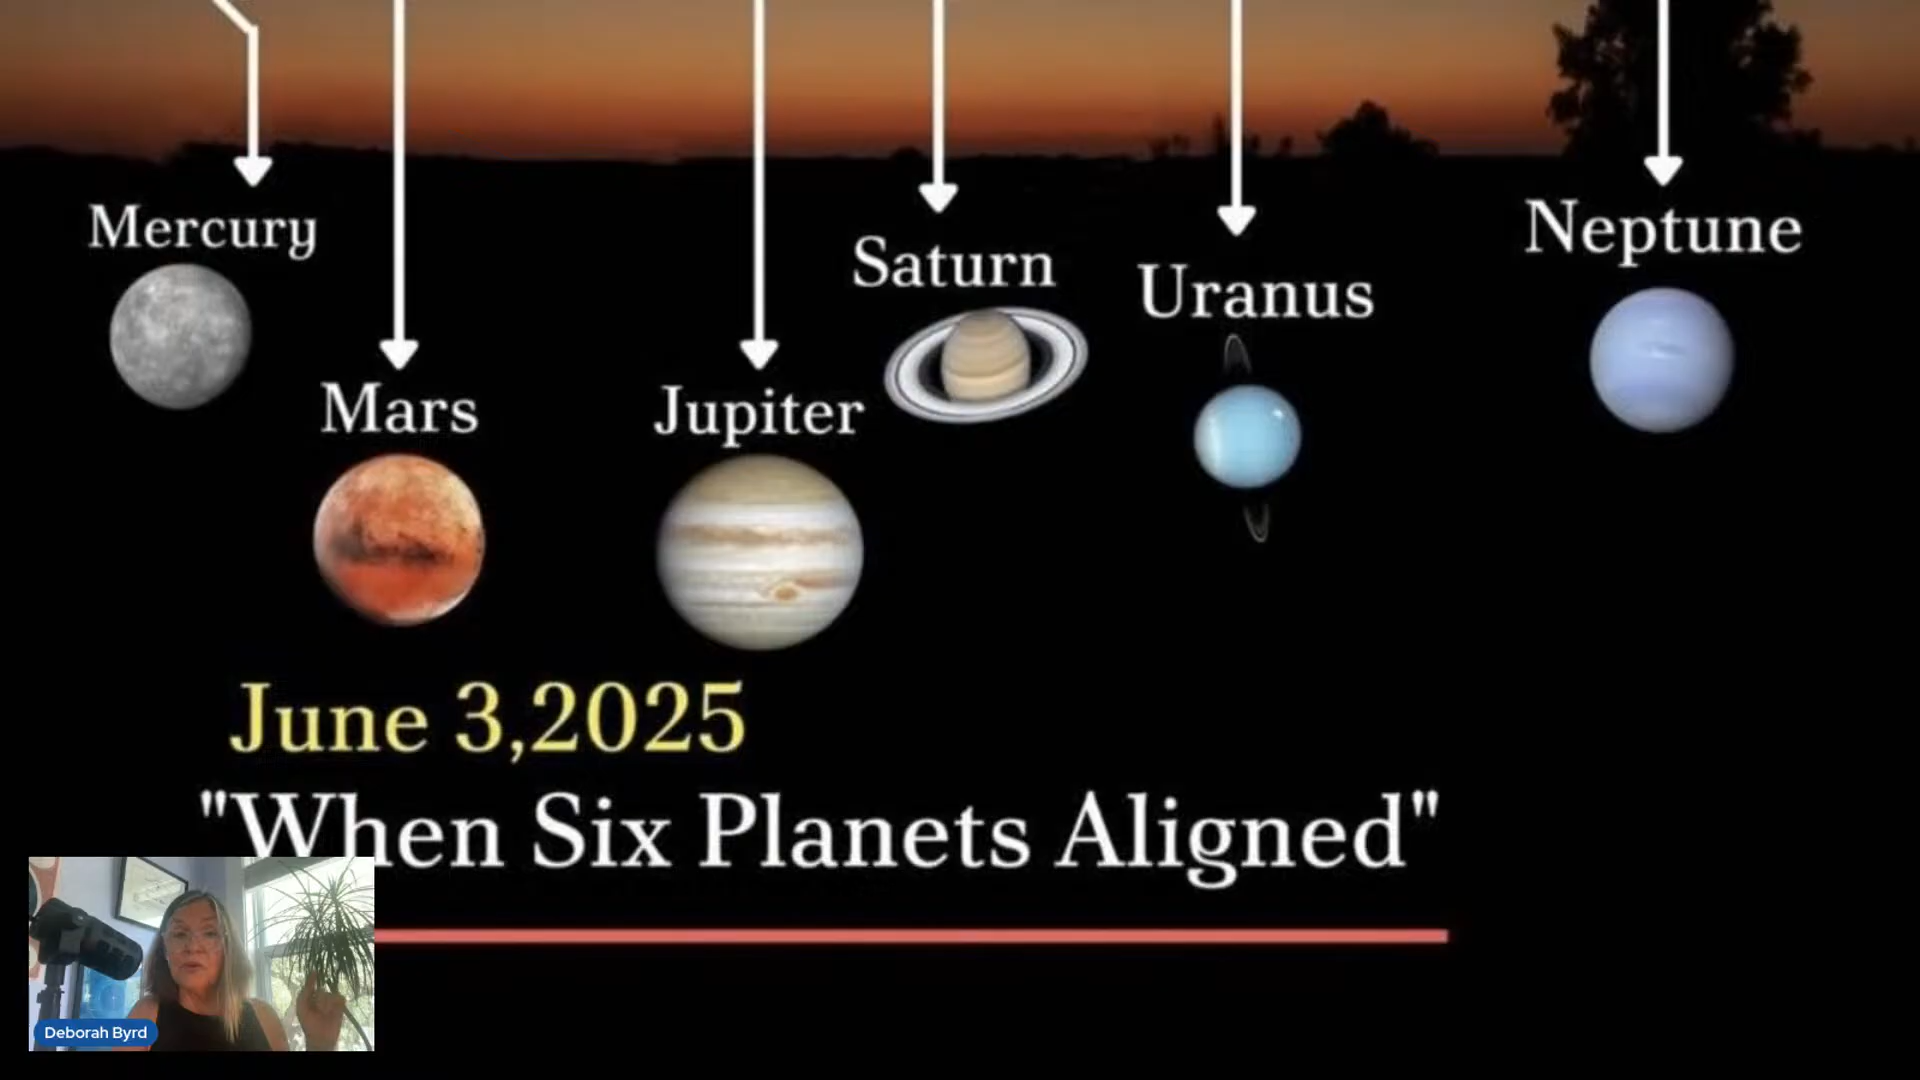 Mercury
Mars
Jupiter
Saturn
Uranus
Neptune
June 3,2025
"When Six Planets Aligned"
Deborah Byrd